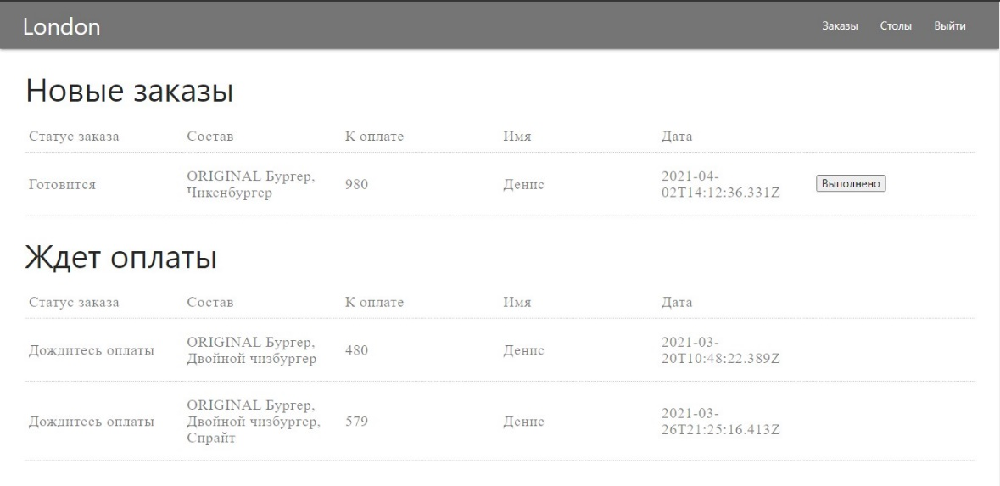 London
Заказы Столы Выйти
Новые заказы
Статус заказа Состав К оплате Имя Дата
Готовится ORIGINAL Бургер, Чикенбургер 980 Денис 2021-04-02T14:12:36.331Z Выполнено
Ждет оплаты
Статус заказа Состав К оплате Имя Дата
Дождитесь оплаты ORIGINAL Бургер, Двойной чизбургер 480 Денис 2021-03-20T10:48:22.389Z
Дождитесь оплаты ORIGINAL Бургер, Двойной чизбургер, Спрайт 579 Денис 2021-03-26T21:25:16.413Z